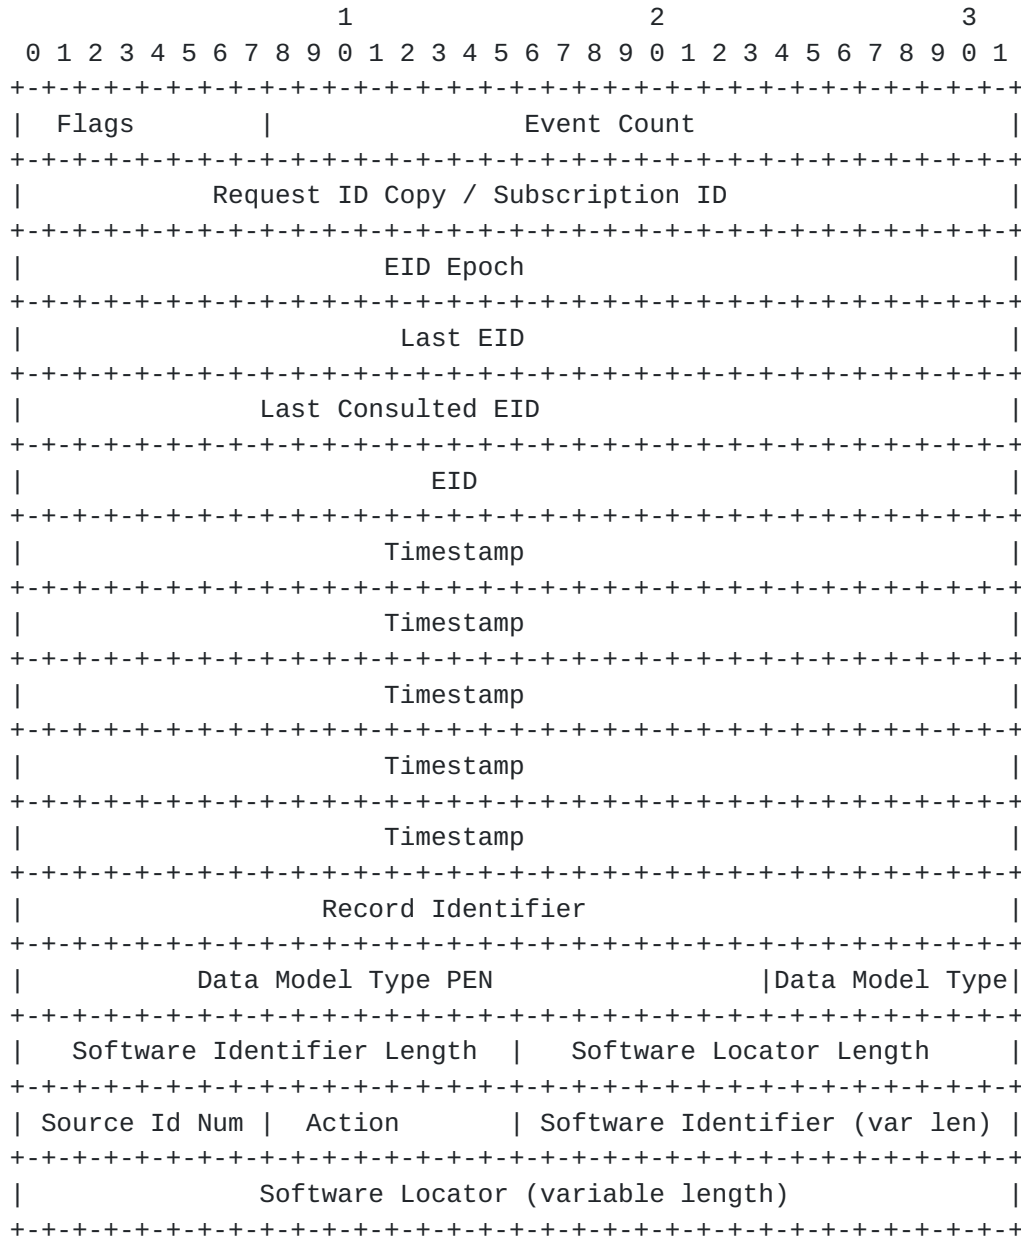 1                   2                   3
 0 1 2 3 4 5 6 7 8 9 0 1 2 3 4 5 6 7 8 9 0 1 2 3 4 5 6 7 8 9 0 1
+-+-+-+-+-+-+-+-+-+-+-+-+-+-+-+-+-+-+-+-+-+-+-+-+-+-+-+-+-+-+-+-+
|  Flags        |                Event Count                    |
+-+-+-+-+-+-+-+-+-+-+-+-+-+-+-+-+-+-+-+-+-+-+-+-+-+-+-+-+-+-+-+-+
|            Request ID Copy / Subscription ID                  |
+-+-+-+-+-+-+-+-+-+-+-+-+-+-+-+-+-+-+-+-+-+-+-+-+-+-+-+-+-+-+-+-+
|                       EID Epoch                               |
+-+-+-+-+-+-+-+-+-+-+-+-+-+-+-+-+-+-+-+-+-+-+-+-+-+-+-+-+-+-+-+-+
|                        Last EID                               |
+-+-+-+-+-+-+-+-+-+-+-+-+-+-+-+-+-+-+-+-+-+-+-+-+-+-+-+-+-+-+-+-+
|               Last Consulted EID                              |
+-+-+-+-+-+-+-+-+-+-+-+-+-+-+-+-+-+-+-+-+-+-+-+-+-+-+-+-+-+-+-+-+
|                          EID                                  |
+-+-+-+-+-+-+-+-+-+-+-+-+-+-+-+-+-+-+-+-+-+-+-+-+-+-+-+-+-+-+-+-+
|                       Timestamp                               |
+-+-+-+-+-+-+-+-+-+-+-+-+-+-+-+-+-+-+-+-+-+-+-+-+-+-+-+-+-+-+-+-+
|                       Timestamp                               |
+-+-+-+-+-+-+-+-+-+-+-+-+-+-+-+-+-+-+-+-+-+-+-+-+-+-+-+-+-+-+-+-+
|                       Timestamp                               |
+-+-+-+-+-+-+-+-+-+-+-+-+-+-+-+-+-+-+-+-+-+-+-+-+-+-+-+-+-+-+-+-+
|                       Timestamp                               |
+-+-+-+-+-+-+-+-+-+-+-+-+-+-+-+-+-+-+-+-+-+-+-+-+-+-+-+-+-+-+-+-+
|                       Timestamp                               |
+-+-+-+-+-+-+-+-+-+-+-+-+-+-+-+-+-+-+-+-+-+-+-+-+-+-+-+-+-+-+-+-+
|                   Record Identifier                           |
+-+-+-+-+-+-+-+-+-+-+-+-+-+-+-+-+-+-+-+-+-+-+-+-+-+-+-+-+-+-+-+-+
|           Data Model Type PEN                 |Data Model Type|
+-+-+-+-+-+-+-+-+-+-+-+-+-+-+-+-+-+-+-+-+-+-+-+-+-+-+-+-+-+-+-+-+
|   Software Identifier Length  |   Software Locator Length     |
+-+-+-+-+-+-+-+-+-+-+-+-+-+-+-+-+-+-+-+-+-+-+-+-+-+-+-+-+-+-+-+-+
| Source Id Num |  Action       | Software Identifier (var len) |
+-+-+-+-+-+-+-+-+-+-+-+-+-+-+-+-+-+-+-+-+-+-+-+-+-+-+-+-+-+-+-+-+
|               Software Locator (variable length)              |
+-+-+-+-+-+-+-+-+-+-+-+-+-+-+-+-+-+-+-+-+-+-+-+-+-+-+-+-+-+-+-+-+